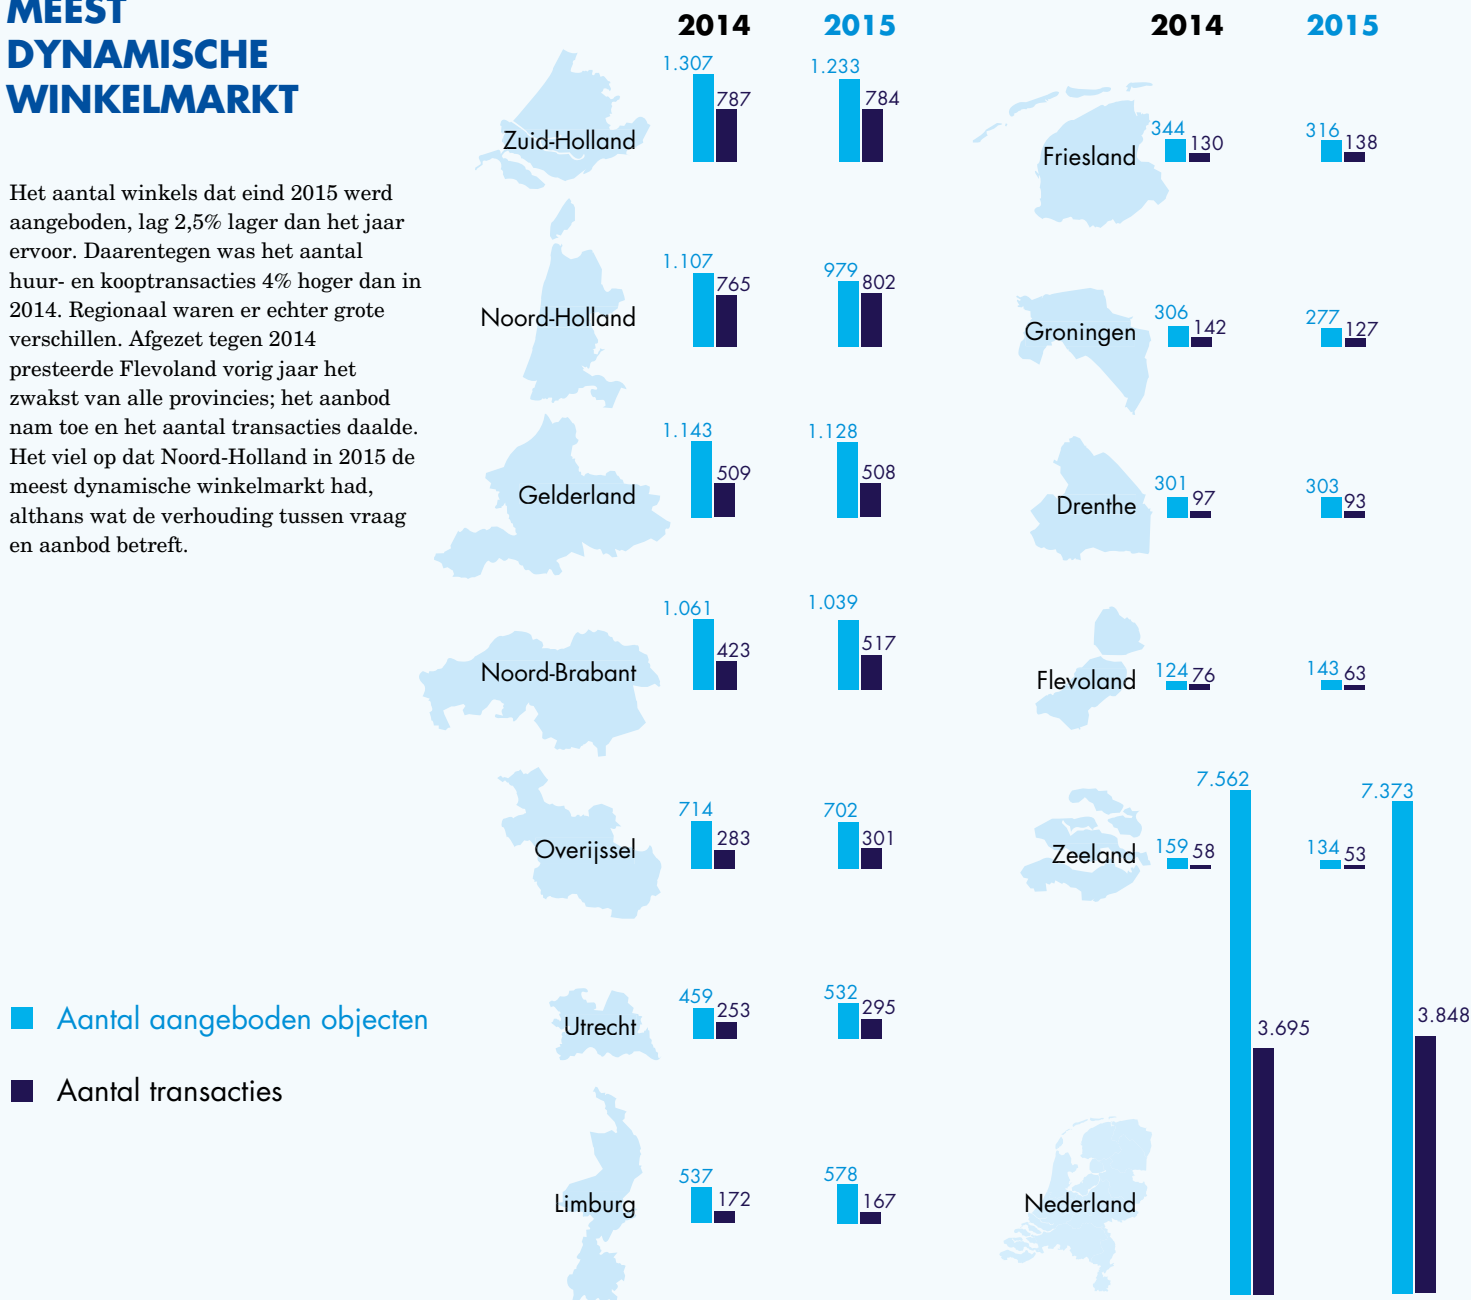 MEEST
DYNAMISCHE
WINKELMARKT
Het aantal winkels dat eind 2015 werd
aangeboden, lag 2,5% lager dan het jaar
ervoor. Daarentegen was het aantal
huur- en kooptransacties 4% hoger dan in
2014. Regionaal waren er echter grote
verschillen. Afgezet tegen 2014
presteerde Flevoland vorig jaar het
zwakst van alle provincies; het aanbod
nam toe en het aantal transacties daalde.
Het viel op dat Noord-Holland in 2015 de
meest dynamische winkelmarkt had,
althans wat de verhouding tussen vraag
en aanbod betreft.
Aantal aangeboden objecten
Aantal transacties
2014 2015
Zuid-Holland 1.307 787 1.233 784
Noord-Holland 1.107 765 979 802
Gelderland 1.143 509 1.128 508
Noord-Brabant 1.061 423 1.039 517
Overijssel 714 283 702 301
Utrecht 459 253 532 295
Limburg 537 172 578 167
2014 2015
Friesland 344 130 316 138
Groningen 306 142 277 127
Drenthe 301 97 303 93
Flevoland 124 76 143 63
Zeeland 159 58 134 53
Nederland 7.562 3.695 7.373 3.848